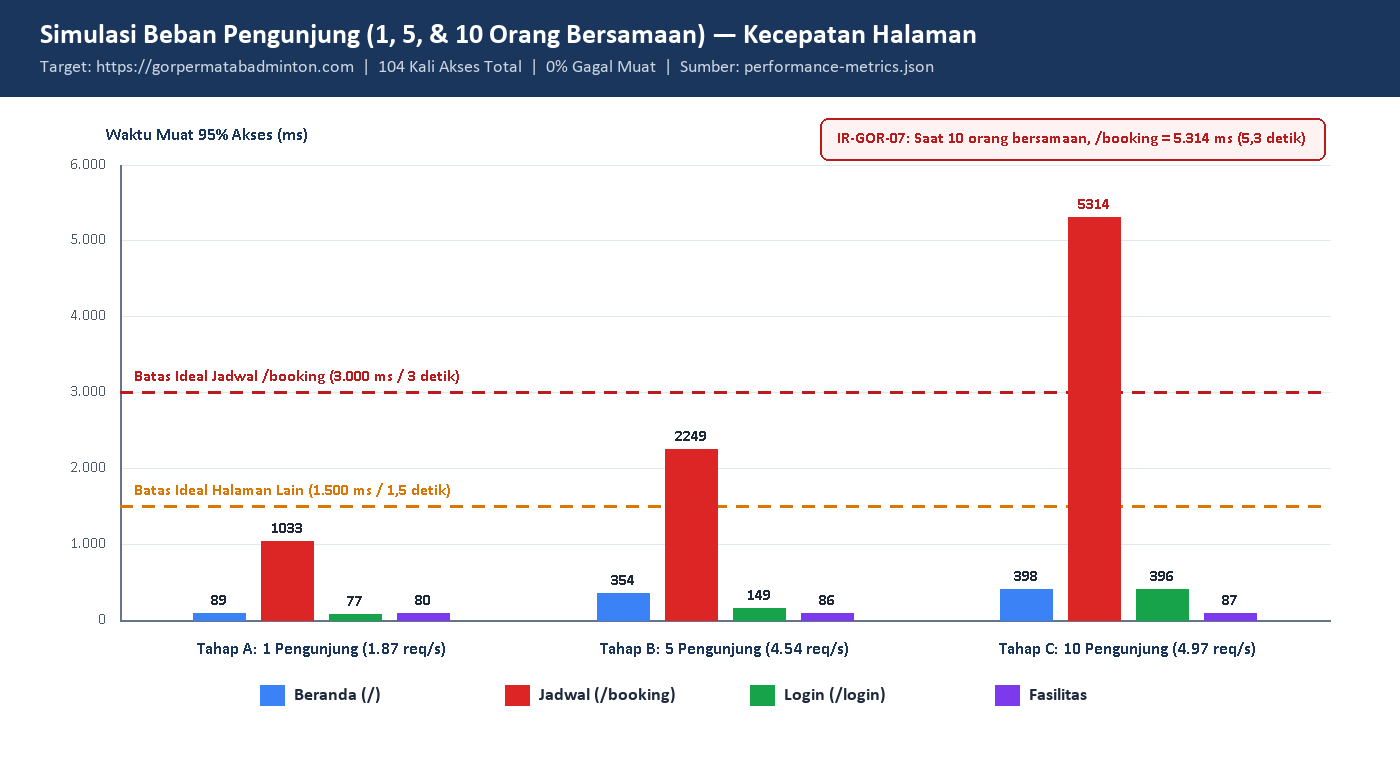 Simulasi Beban Pengunjung (1, 5, & 10 Orang Bersamaan) — Kecepatan Halaman
Target: https://gorpermatabadminton.com | 104 Kali Akses Total | 0% Gagal Muat | Sumber: performance-metrics.json
Waktu Muat 95% Akses (ms)
IR-GOR-07: Saat 10 orang bersamaan, /booking = 5.314 ms (5,3 detik)
6.000
5.000
4.000
3.000
2.000
1.000
0
Batas Ideal Jadwal /booking (3.000 ms / 3 detik)
Batas Ideal Halaman Lain (1.500 ms / 1,5 detik)
89
1033
77
80
354
2249
149
86
398
5314
396
87
Tahap A: 1 Pengunjung (1.87 req/s)
Tahap B: 5 Pengunjung (4.54 req/s)
Tahap C: 10 Pengunjung (4.97 req/s)
Beranda (/)
Jadwal (/booking)
Login (/login)
Fasilitas